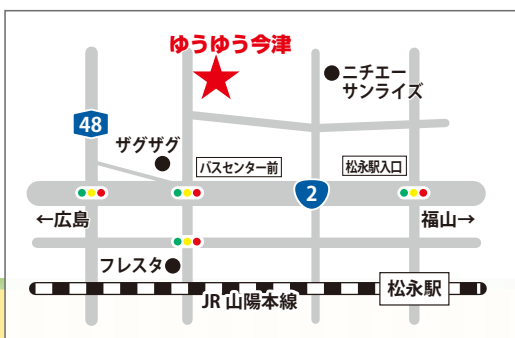 ゆうゆう今津
ニチエー
サンライズ
48
ザグザグ
バスセンター前
松永駅入口
2
←広島
福山→
フレスタ
松永駅
JR 山陽本線